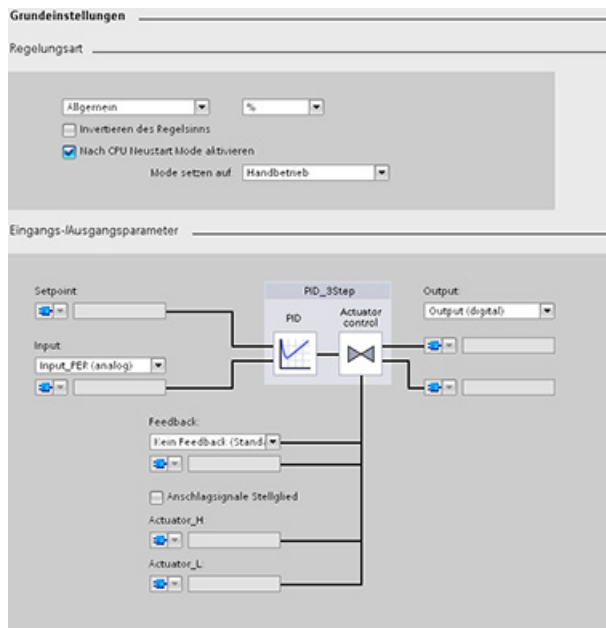 Grundeinstellungen
Regelungsart
Allgemein %
Invertieren des Regelsinns
Nach CPU Neustart Mode aktivieren
Mode setzen auf: Handbetrieb
Eingangs-/Ausgangsparameter
Setpoint:
PID_3Step
Output:
PID
Actuator control
Output (digital)
Input:
Input_PER (analog)
Feedback:
Kein Feedback (Standa
Anschlagsignale Stellglied
Actuator_H:
Actuator_L: